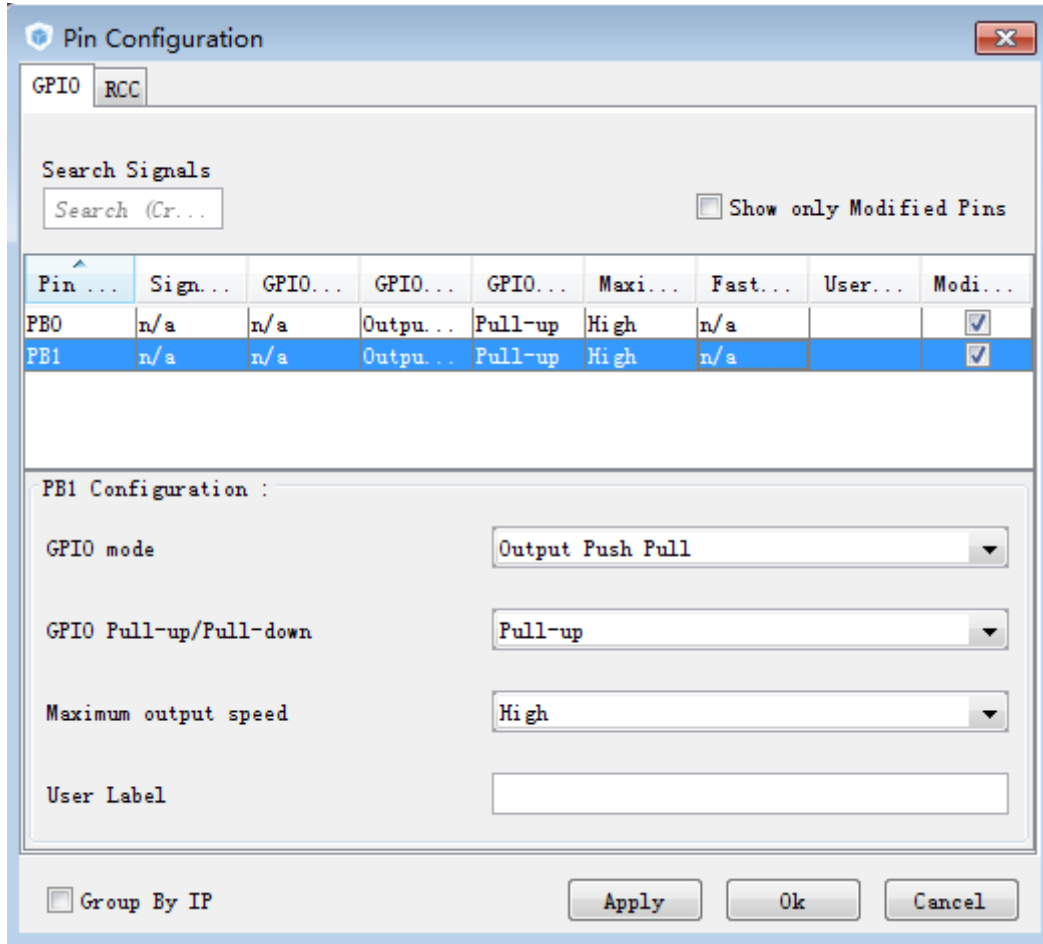 Pin Configuration
GPIO RCC
Search Signals
Search (Cr...
Show only Modified Pins
Pin ... Sign... GPIO... GPIO... GPIO... Maxi... Fast... User... Modi...
PB0 n/a n/a Outpu... Pull-up High n/a
PB1 n/a n/a Outpu... Pull-up High n/a
PB1 Configuration :
GPIO mode Output Push Pull
GPIO Pull-up/Pull-down Pull-up
Maximum output speed High
User Label
Group By IP Apply Ok Cancel